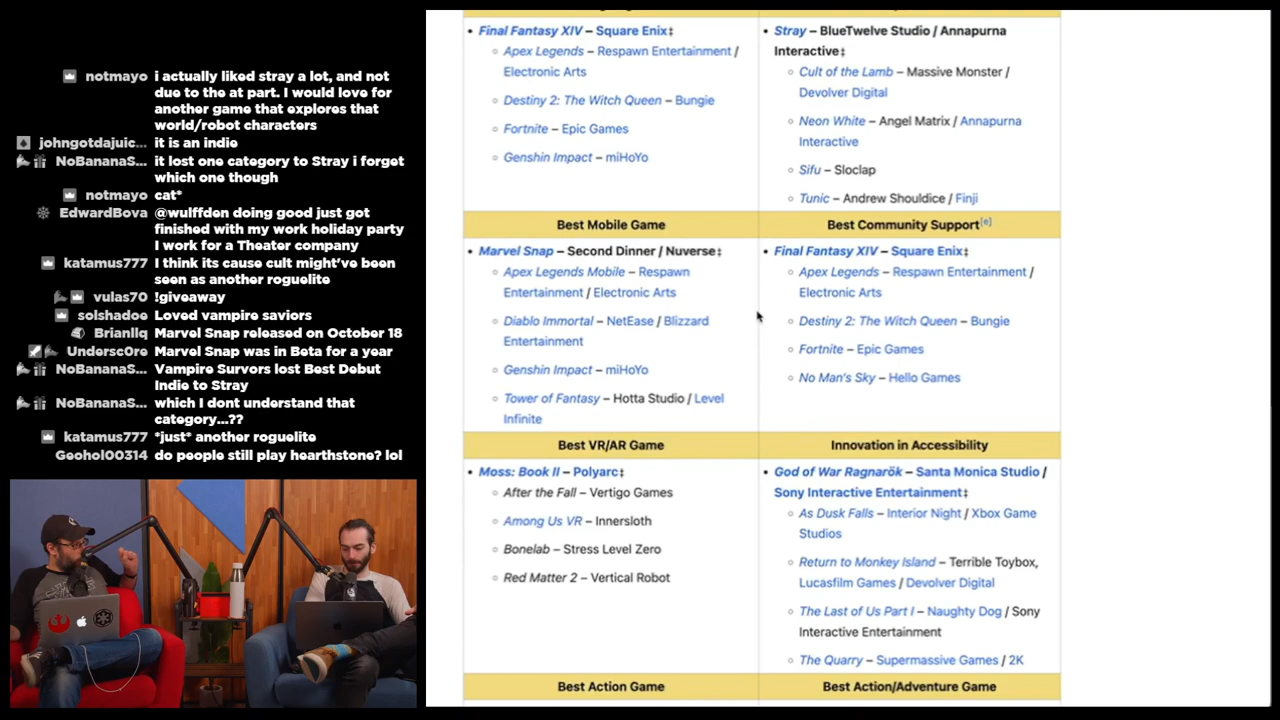 notmayo i actually liked stray a lot, and not
due to the at part. I would love for
another game that explores that
world/robot characters
johngotdajuic... it is an indie
NoBananaS... it lost one category to Stray i forget
which one though
notmayo cat*
EdwardBova @wulffden doing good just got
finished with my work holiday party
I work for a Theater company
katamus777 I think its cause cult might've been
seen as another roguelite
vulas70 !giveaway
solshadoe Loved vampire saviors
Brianllq Marvel Snap released on October 18
UnderscOre Marvel Snap was in Beta for a year
NoBananaS... Vampire Survors lost Best Debut
Indie to Stray
NoBananaS... which I dont understand that
category...??
katamus777 *just* another roguelite
Geohol00314 do people still play hearthstone? lol
• Final Fantasy XIV – Square Enix‡
Apex Legends – Respawn Entertainment /
Electronic Arts
Destiny 2: The Witch Queen – Bungie
Fortnite – Epic Games
Genshin Impact – miHoYo
• Stray – BlueTwelve Studio / Annapurna
Interactive‡
Cult of the Lamb – Massive Monster /
Devolver Digital
Neon White – Angel Matrix / Annapurna
Interactive
Sifu – Sloclap
Tunic – Andrew Shouldice / Finji
Best Mobile Game
Best Community Support[e]
• Marvel Snap – Second Dinner / Nuverse‡
Apex Legends Mobile – Respawn
Entertainment / Electronic Arts
Diablo Immortal – NetEase / Blizzard
Entertainment
Genshin Impact – miHoYo
Tower of Fantasy – Hotta Studio / Level
Infinite
• Final Fantasy XIV – Square Enix‡
Apex Legends – Respawn Entertainment /
Electronic Arts
Destiny 2: The Witch Queen – Bungie
Fortnite – Epic Games
No Man's Sky – Hello Games
Best VR/AR Game
Innovation in Accessibility
• Moss: Book II – Polyarc‡
After the Fall – Vertigo Games
Among Us VR – Innersloth
Bonelab – Stress Level Zero
Red Matter 2 – Vertical Robot
• God of War Ragnarök – Santa Monica Studio /
Sony Interactive Entertainment‡
As Dusk Falls – Interior Night / Xbox Game
Studios
Return to Monkey Island – Terrible Toybox,
Lucasfilm Games / Devolver Digital
The Last of Us Part I – Naughty Dog / Sony
Interactive Entertainment
The Quarry – Supermassive Games / 2K
Best Action Game
Best Action/Adventure Game